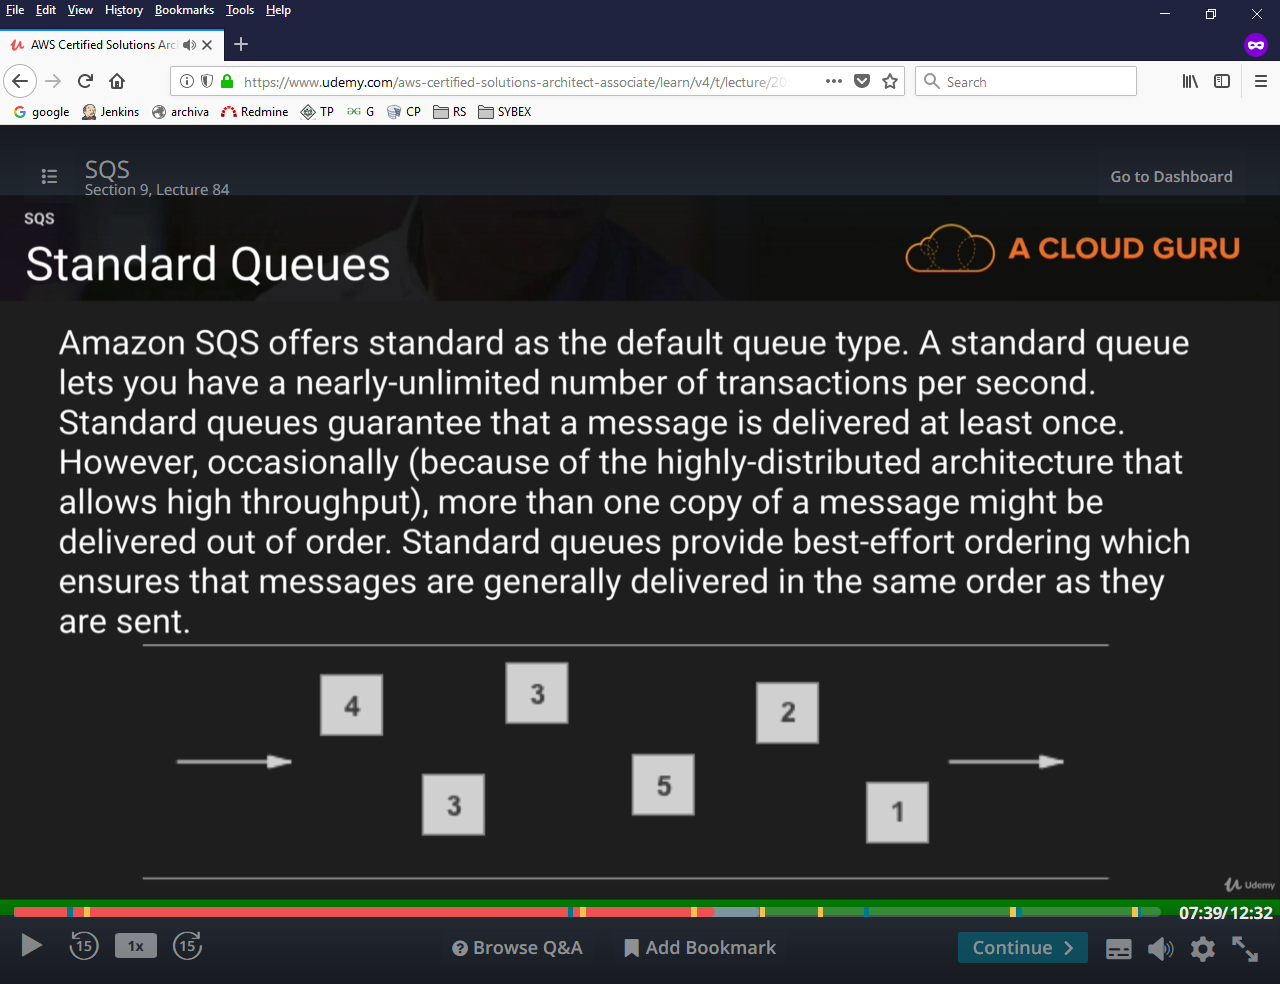 File Edit View History Bookmarks Tools Help
AWS Certified Solutions Arc
https://www.udemy.com/aws-certified-solutions-architect-associate/learn/v4/t/lecture/20
Search
google Jenkins archiva Redmine TP G CP RS SYBEX
SQS
Section 9, Lecture 84
Go to Dashboard
SQS
Standard Queues
A CLOUD GURU
Amazon SQS offers standard as the default queue type. A standard queue
lets you have a nearly-unlimited number of transactions per second.
Standard queues guarantee that a message is delivered at least once.
However, occasionally (because of the highly-distributed architecture that
allows high throughput), more than one copy of a message might be
delivered out of order. Standard queues provide best-effort ordering which
ensures that messages are generally delivered in the same order as they
are sent.
4 3 2
3 5 1
Udemy
07:39/12:32
15 1x 15 Browse Q&A Add Bookmark Continue